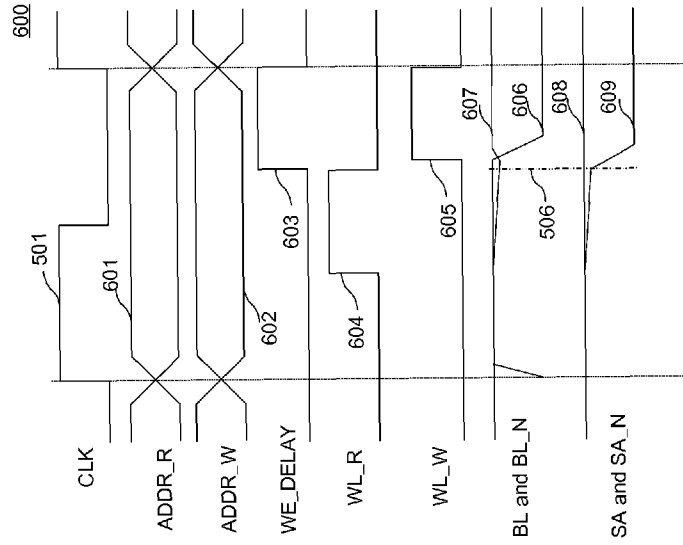 600
CLK
501
ADDR_R
601
ADDR_W
602
WE_DELAY
603
WL_R
604
WL_W
605
BL and BL_N
607
606
506
SA and SA_N
608
609